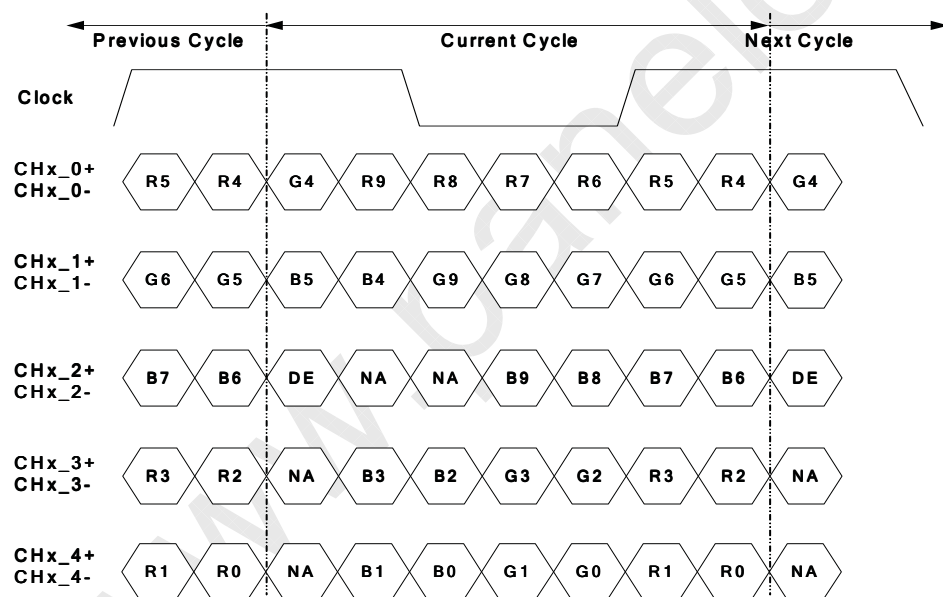 Previous Cycle Current Cycle Next Cycle
Clock
CHx_0+ R5 R4 G4 R9 R8 R7 R6 R5 R4 G4
CHx_0-
CHx_1+ G6 G5 B5 B4 G9 G8 G7 G6 G5 B5
CHx_1-
CHx_2+ B7 B6 DE NA NA B9 B8 B7 B6 DE
CHx_2-
CHx_3+ R3 R2 NA B3 B2 G3 G2 R3 R2 NA
CHx_3-
CHx_4+ R1 R0 NA B1 B0 G1 G0 R1 R0 NA
CHx_4-